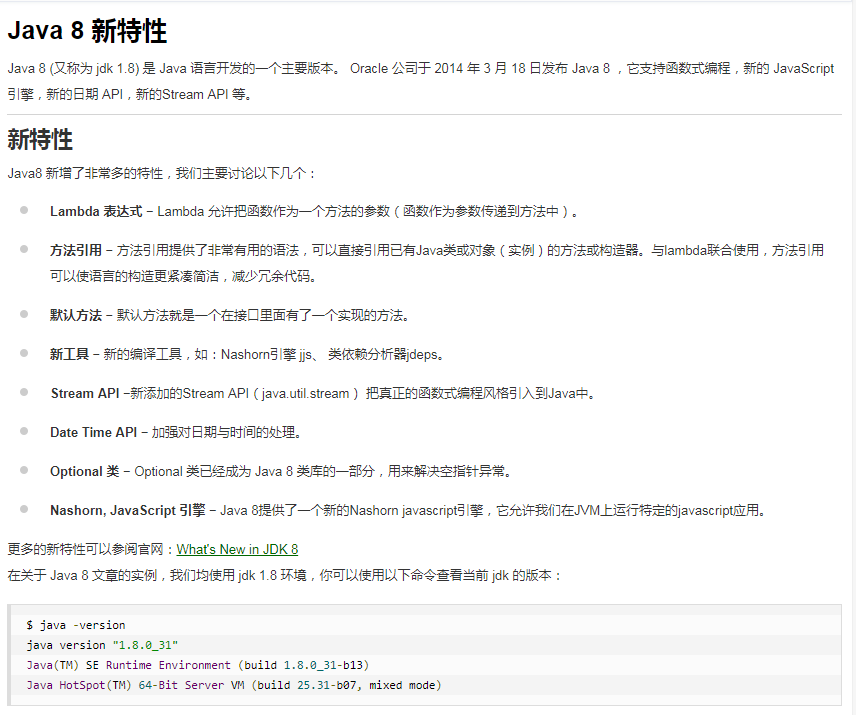 Java 8 新特性
Java 8 (又称为 jdk 1.8) 是 Java 语言开发的一个主要版本。 Oracle 公司于 2014 年 3 月 18 日发布 Java 8 ，它支持函数式编程，新的 JavaScript
引擎，新的日期 API，新的Stream API 等。
新特性
Java8 新增了非常多的特性，我们主要讨论以下几个：
Lambda 表达式 − Lambda 允许把函数作为一个方法的参数（函数作为参数传递到方法中）。
方法引用 − 方法引用提供了非常有用的语法，可以直接引用已有Java类或对象（实例）的方法或构造器。与lambda联合使用，方法引用
可以使语言的构造更紧凑简洁，减少冗余代码。
默认方法 − 默认方法就是一个在接口里面有了一个实现的方法。
新工具 − 新的编译工具，如：Nashorn引擎 jjs、 类依赖分析器jdeps。
Stream API −新添加的Stream API（java.util.stream） 把真正的函数式编程风格引入到Java中。
Date Time API − 加强对日期与时间的处理。
Optional 类 − Optional 类已经成为 Java 8 类库的一部分，用来解决空指针异常。
Nashorn, JavaScript 引擎 − Java 8提供了一个新的Nashorn javascript引擎，它允许我们在JVM上运行特定的javascript应用。
更多的新特性可以参阅官网：What's New in JDK 8
在关于 Java 8 文章的实例，我们均使用 jdk 1.8 环境，你可以使用以下命令查看当前 jdk 的版本：
$ java -version
java version "1.8.0_31"
Java(TM) SE Runtime Environment (build 1.8.0_31-b13)
Java HotSpot(TM) 64-Bit Server VM (build 25.31-b07, mixed mode)